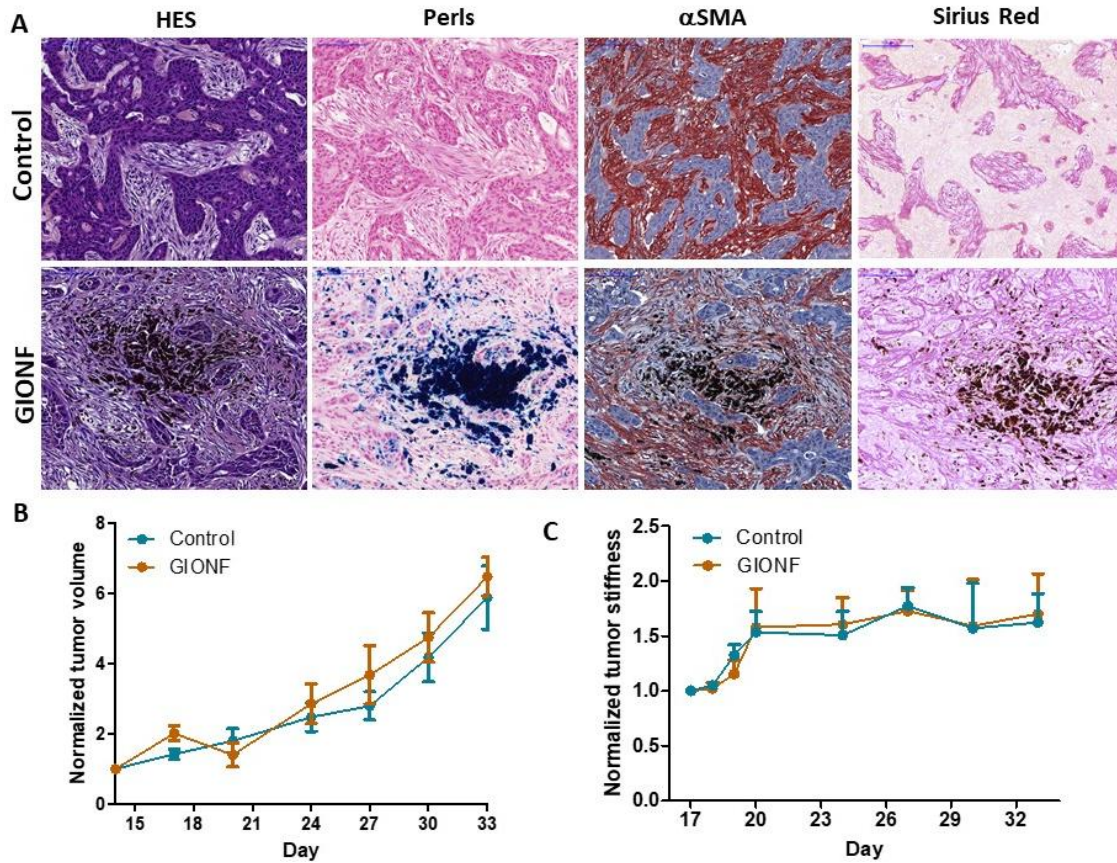 A
HES
Perls
αSMA
Sirius Red
Control
GIONF
B
Normalized tumor volume
8
6
4
2
0
Control
GIONF
15
18
21
24
27
30
33
Day
C
Normalized tumor stiffness
2.5
2.0
1.5
1.0
0.5
0.0
Control
GIONF
17
20
23
26
29
32
Day